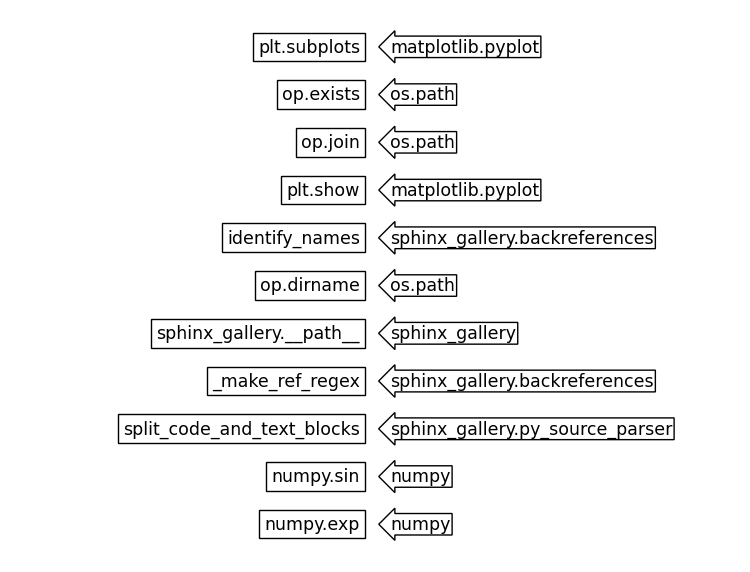 plt.subplots matplotlib.pyplot
op.exists os.path
op.join os.path
plt.show matplotlib.pyplot
identify_names sphinx_gallery.backreferences
op.dirname os.path
sphinx_gallery.__path__ sphinx_gallery
_make_ref_regex sphinx_gallery.backreferences
split_code_and_text_blocks sphinx_gallery.py_source_parser
numpy.sin numpy
numpy.exp numpy